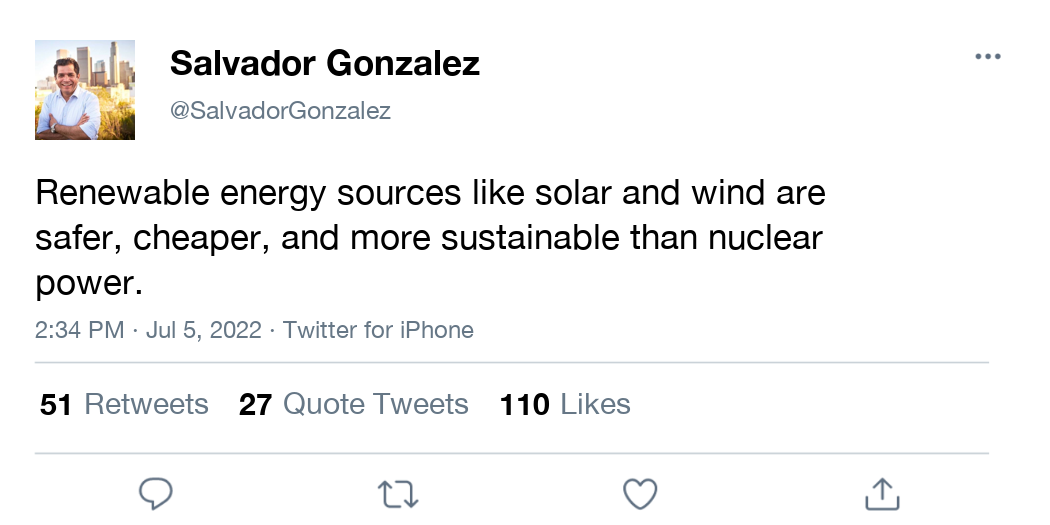 Salvador Gonzalez
@SalvadorGonzalez
Renewable energy sources like solar and wind are
safer, cheaper, and more sustainable than nuclear
power.
2:34 PM · Jul 5, 2022 · Twitter for iPhone
51 Retweets 27 Quote Tweets 110 Likes